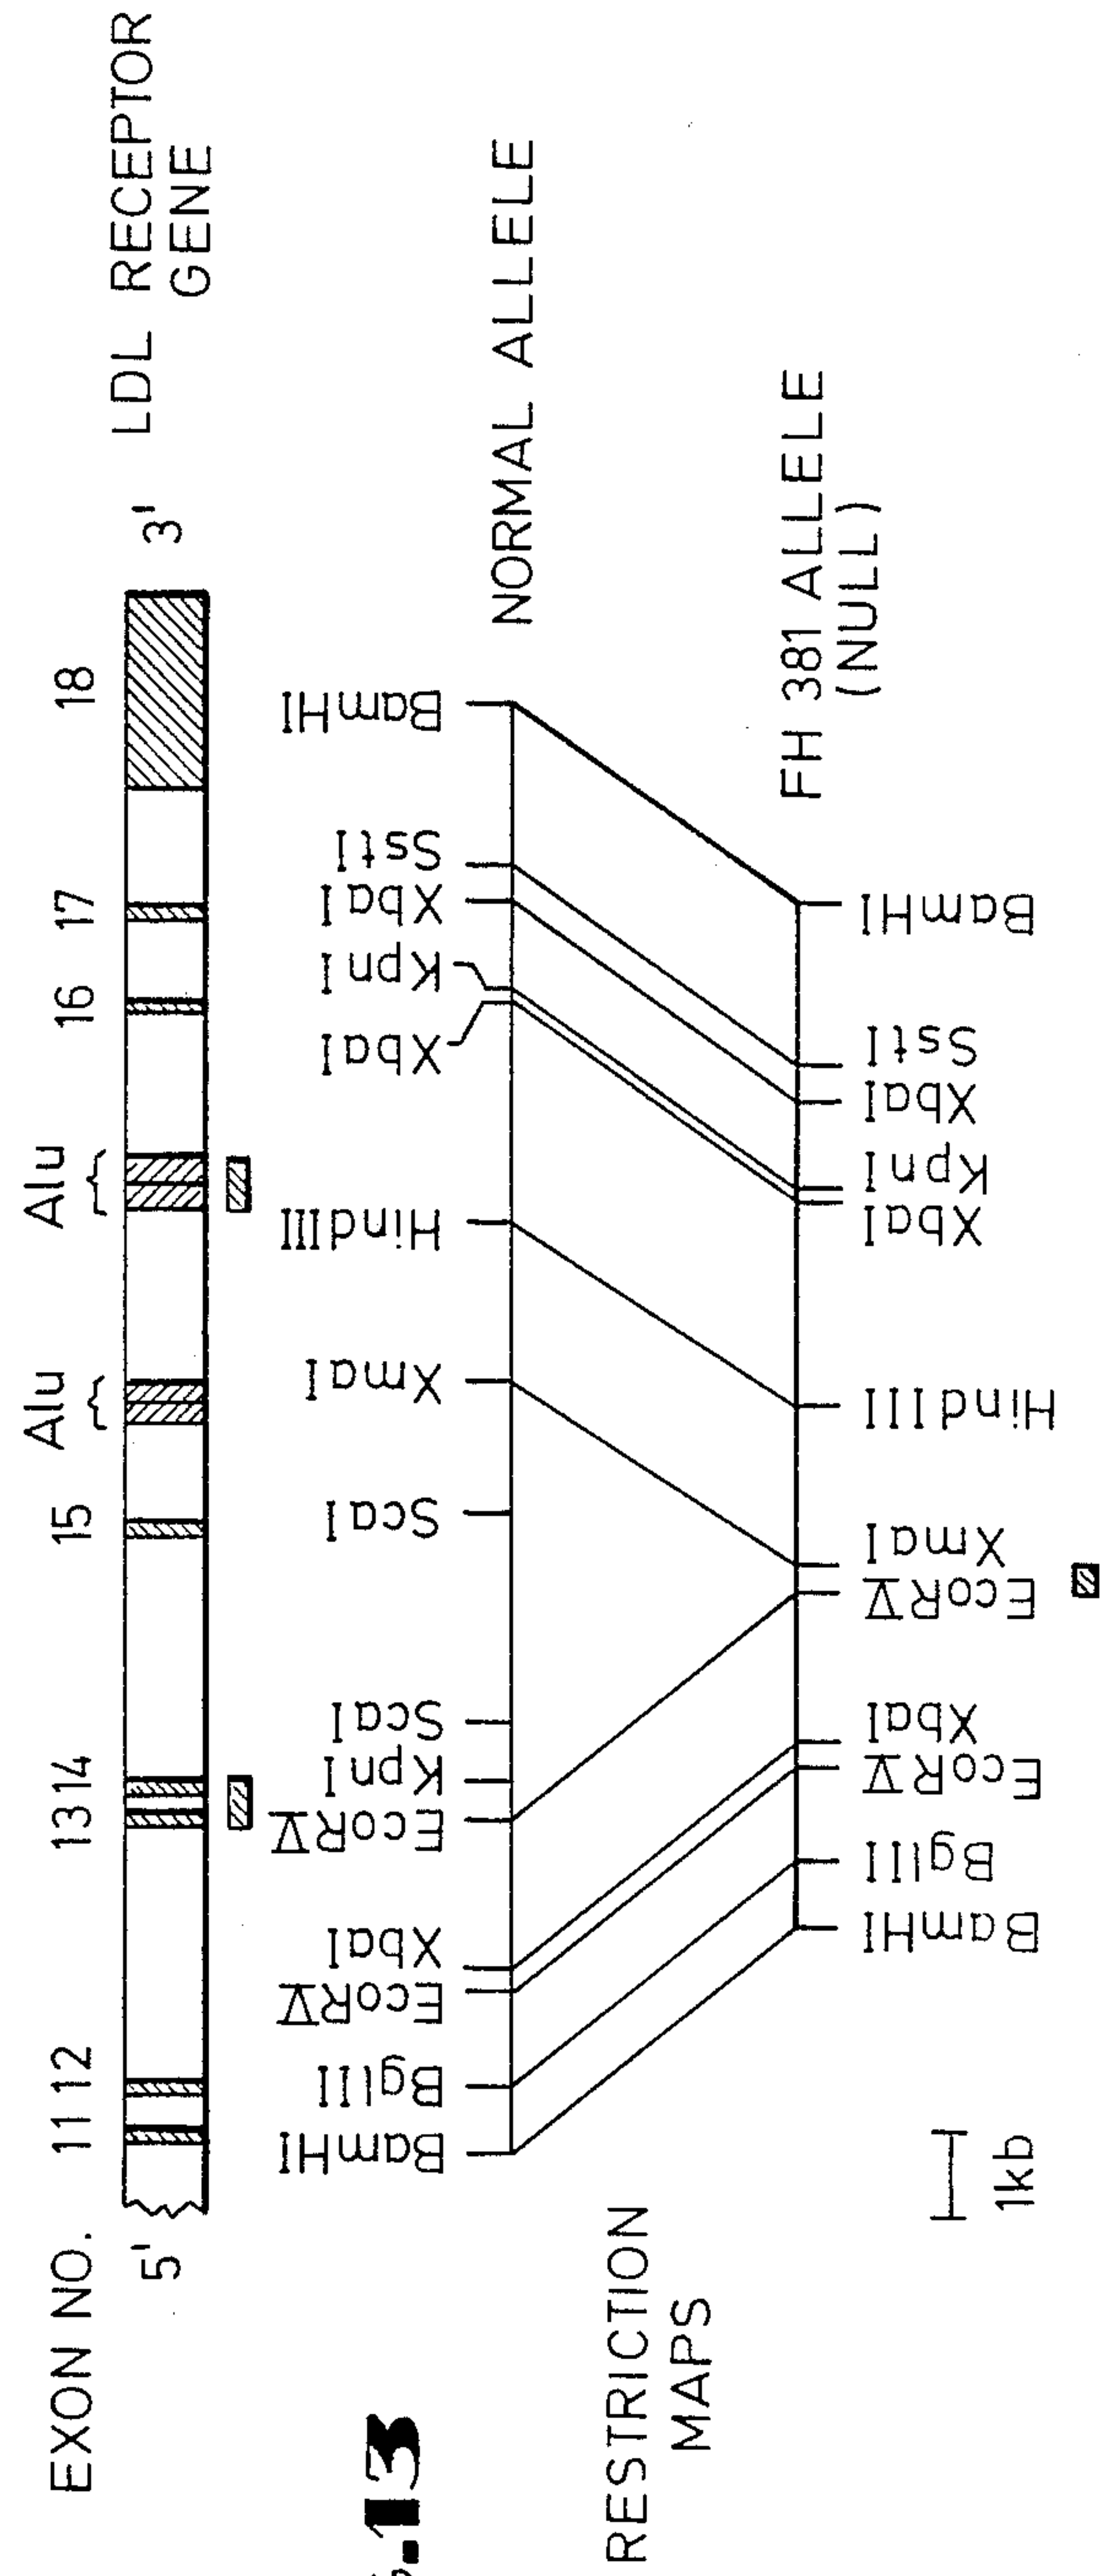 EXON NO. 11 12 13 14 15 Alu Alu 16 17 18
5' 3' LDL RECEPTOR
GENE
BamHI BglII EcoRV XbaI EcoRV KpnI ScaI ScaI XmaI HindIII XbaI KpnI XbaI SstI BamHI
.13
NORMAL ALLELE
RESTRICTION
MAPS
FH 381 ALLELE
(NULL)
BamHI BglII EcoRV XbaI EcoRV XmaI HindIII XbaI KpnI XbaI SstI BamHI
1kb